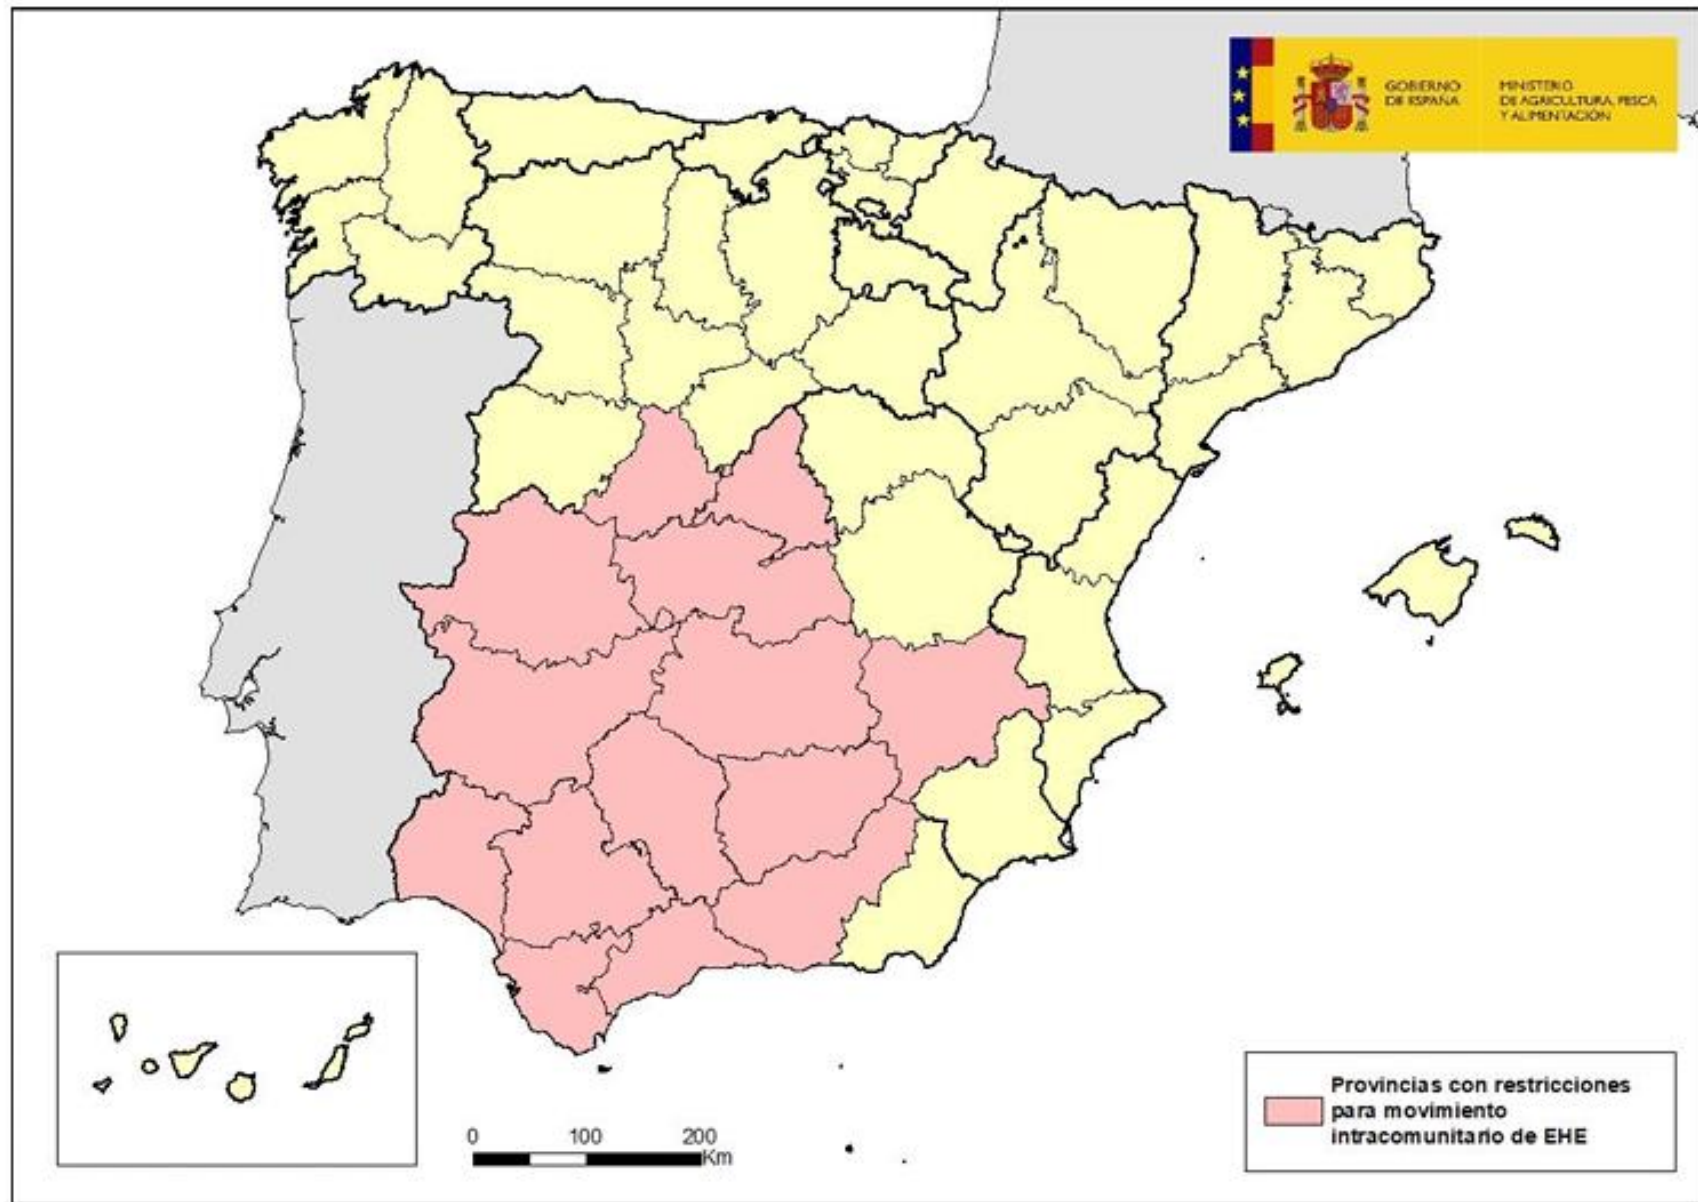 GOBIERNO
DE ESPAÑA
MINISTERIO
DE AGRICULTURA, PESCA
Y ALIMENTACIÓN
0 100 200
Km
Provincias con restricciones
para movimiento
intracomunitario de EHE